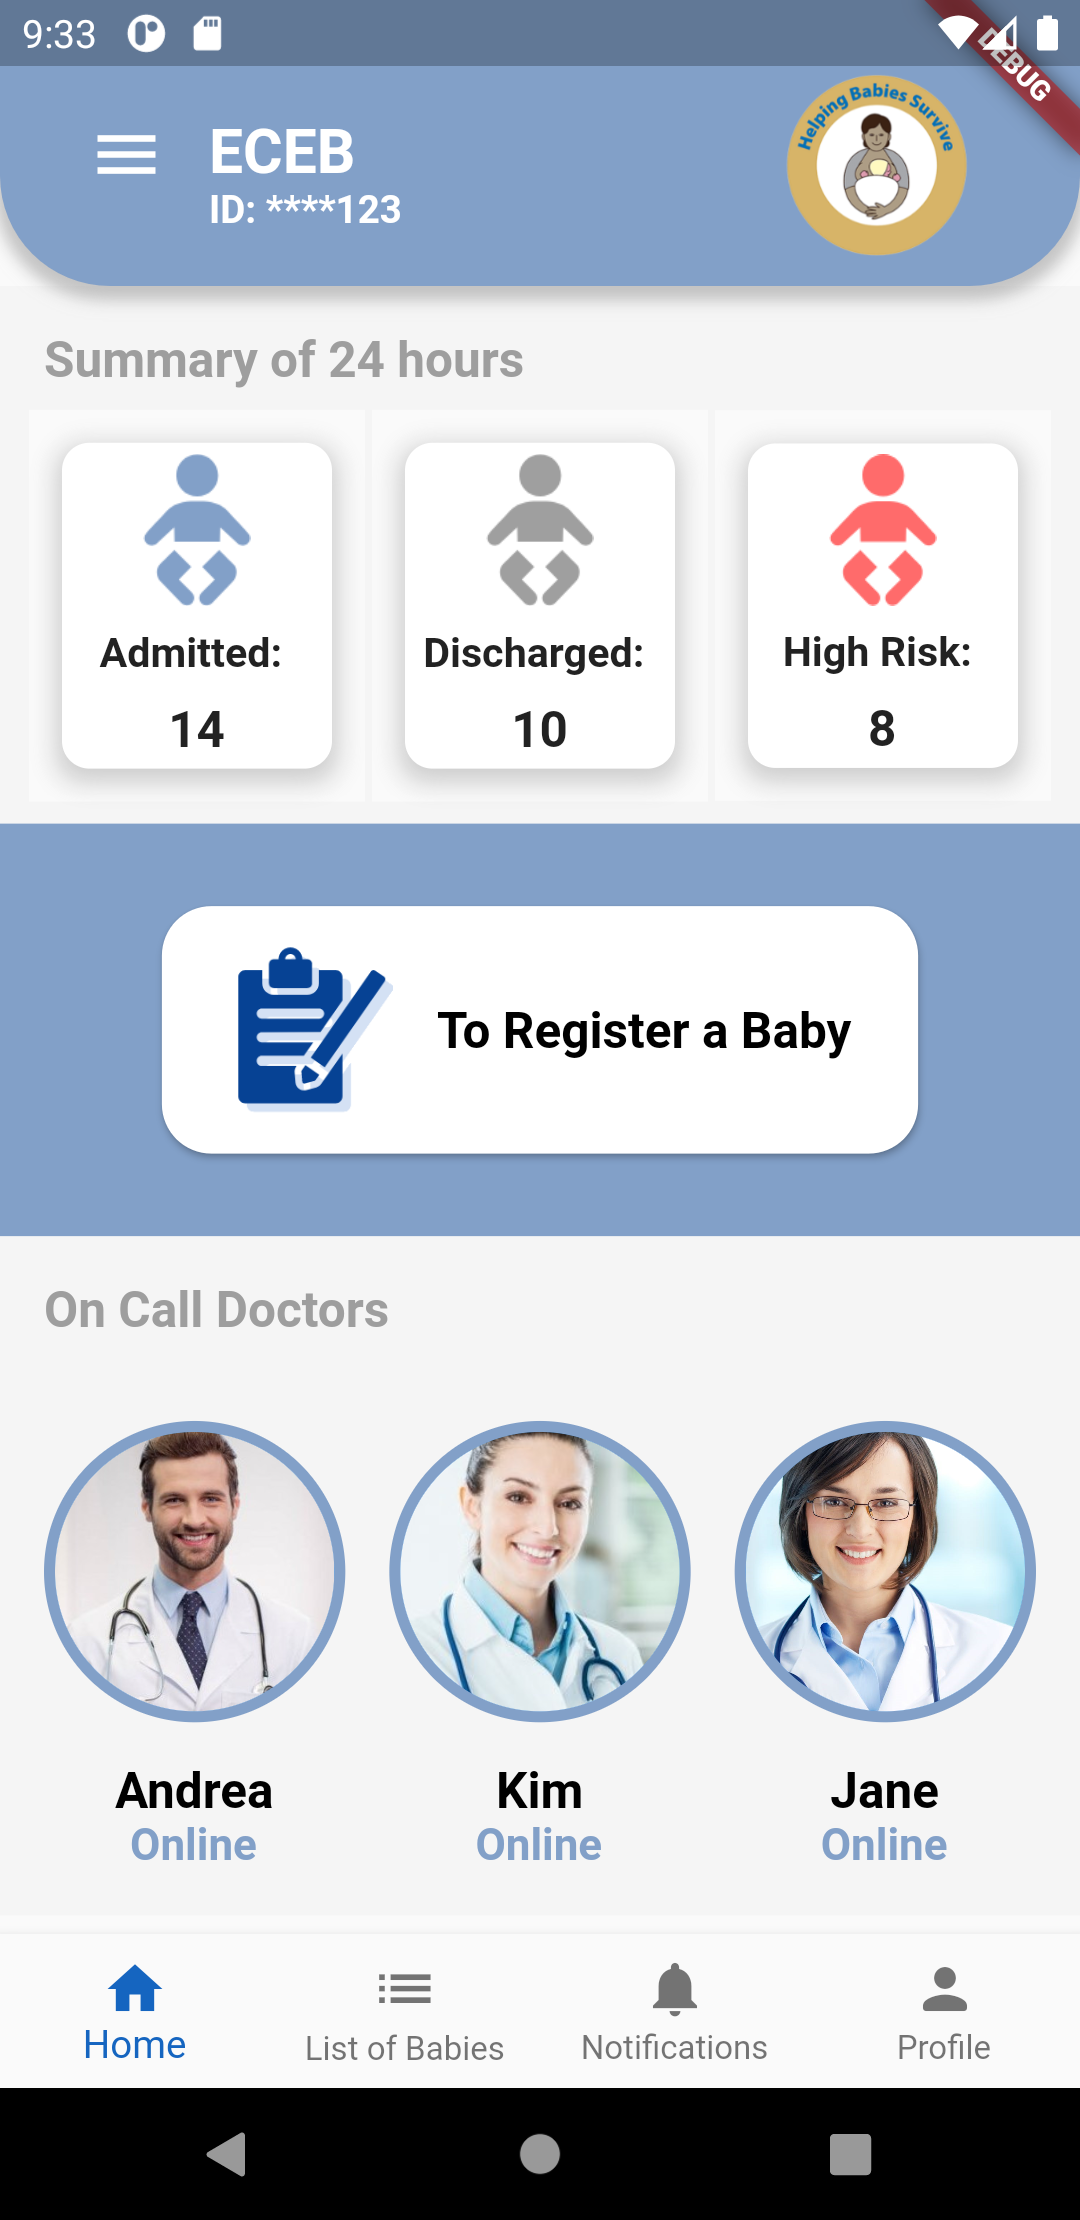 9:33
DEBUG
ECEB
ID: ****123
Helping Babies Survive
Summary of 24 hours
Admitted:
14
Discharged:
10
High Risk:
8
To Register a Baby
On Call Doctors
Andrea
Online
Kim
Online
Jane
Online
Home
List of Babies
Notifications
Profile